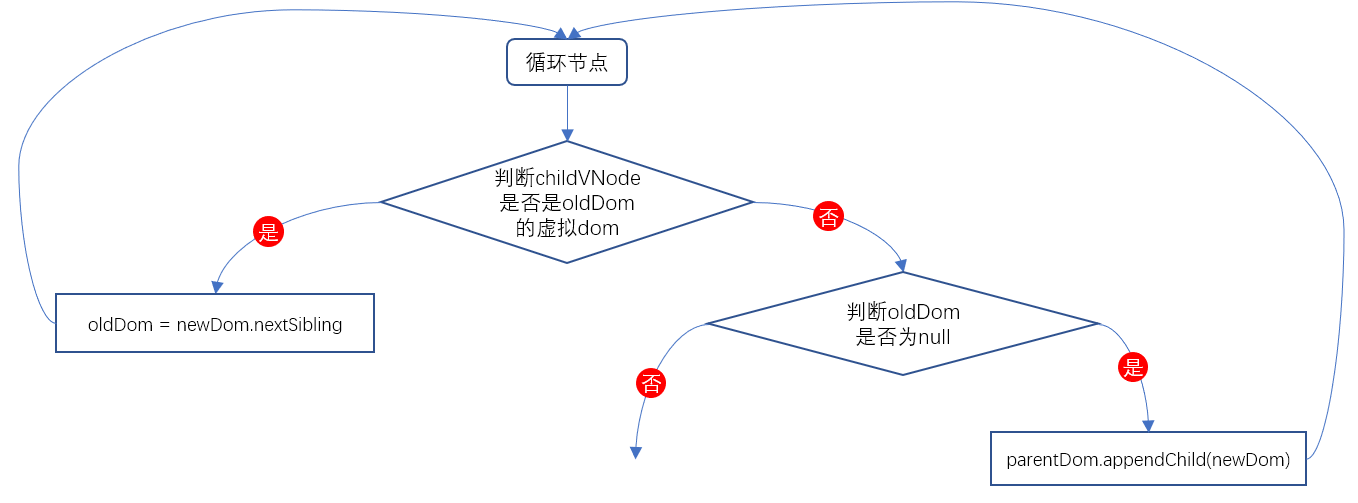 循环节点
判断childVNode
是否是oldDom
的虚拟dom
是
否
oldDom = newDom.nextSibling
判断oldDom
是否为null
否
是
parentDom.appendChild(newDom)